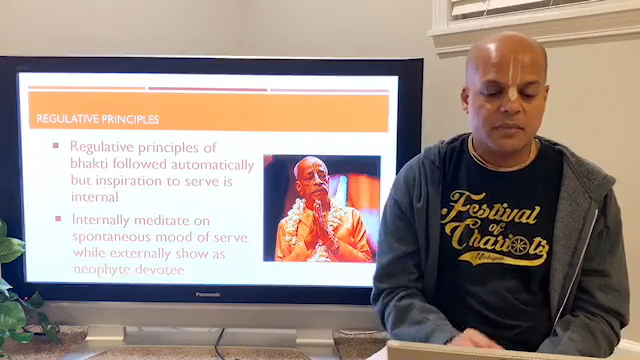 REGULATIVE PRINCIPLES
Regulative principles of
bhakti followed automatically
but inspiration to serve is
internal
Internally meditate on
spontaneous mood of serve
while externally show as
neophyte devotee
Panasonic
Festival
of
Chariots
Michigan